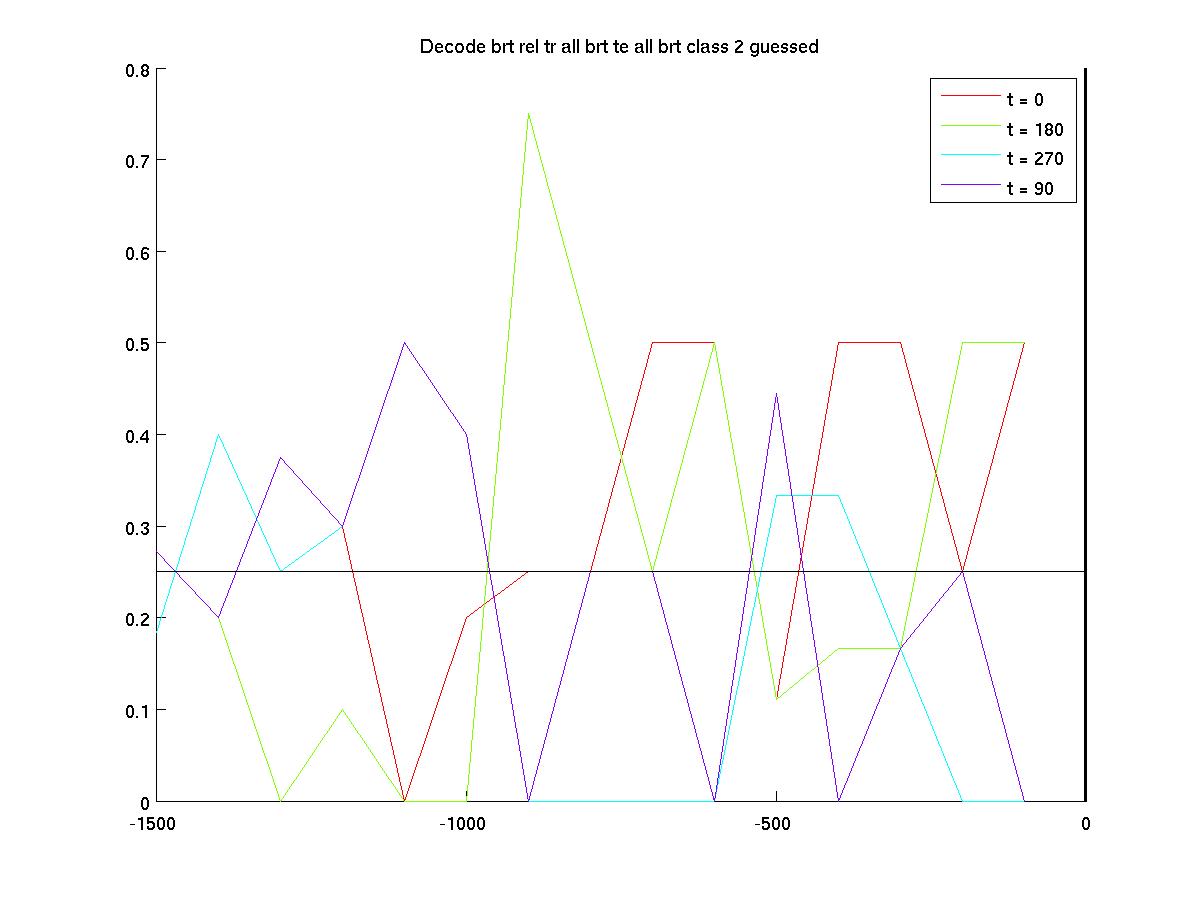 Decode brt rel tr all brt te all brt class 2 guessed
t = 0
t = 180
t = 270
t = 90
0.8
0.7
0.6
0.5
0.4
0.3
0.2
0.1
0
-1500 -1000 -500 0